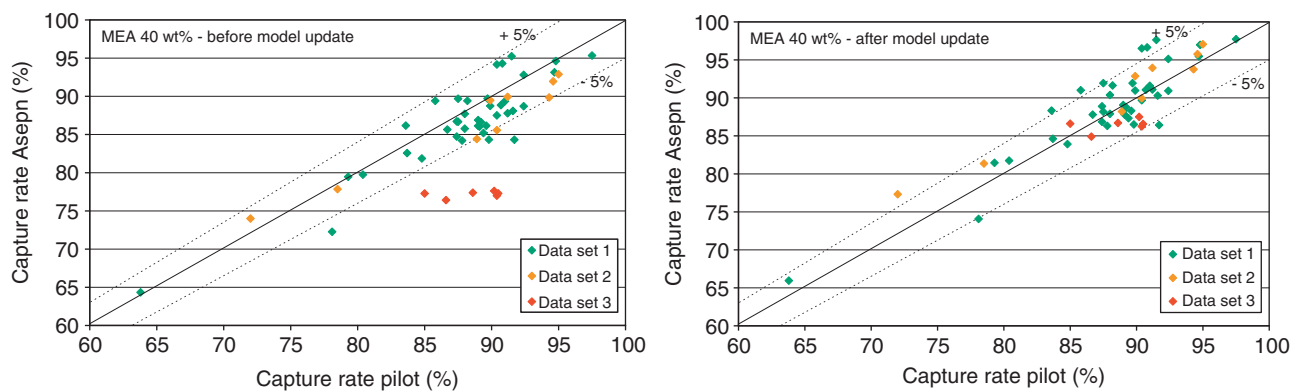 MEA 40 wt% - before model update
+ 5%
- 5%
Capture rate Asepn (%)
100
95
90
85
80
75
70
65
60
Data set 1
Data set 2
Data set 3
60 65 70 75 80 85 90 95 100
Capture rate pilot (%)
MEA 40 wt% - after model update
+ 5%
- 5%
Capture rate Asepn (%)
100
95
90
85
80
75
70
65
60
Data set 1
Data set 2
Data set 3
60 65 70 75 80 85 90 95 100
Capture rate pilot (%)